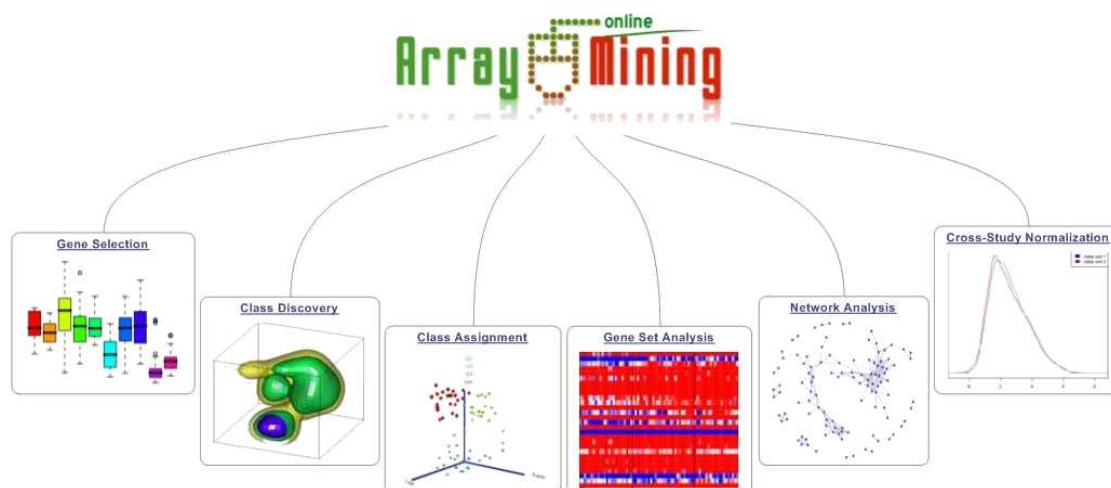 online
Array Mining
Gene Selection
Class Discovery
Class Assignment
Gene Set Analysis
Network Analysis
Cross-Study Normalization